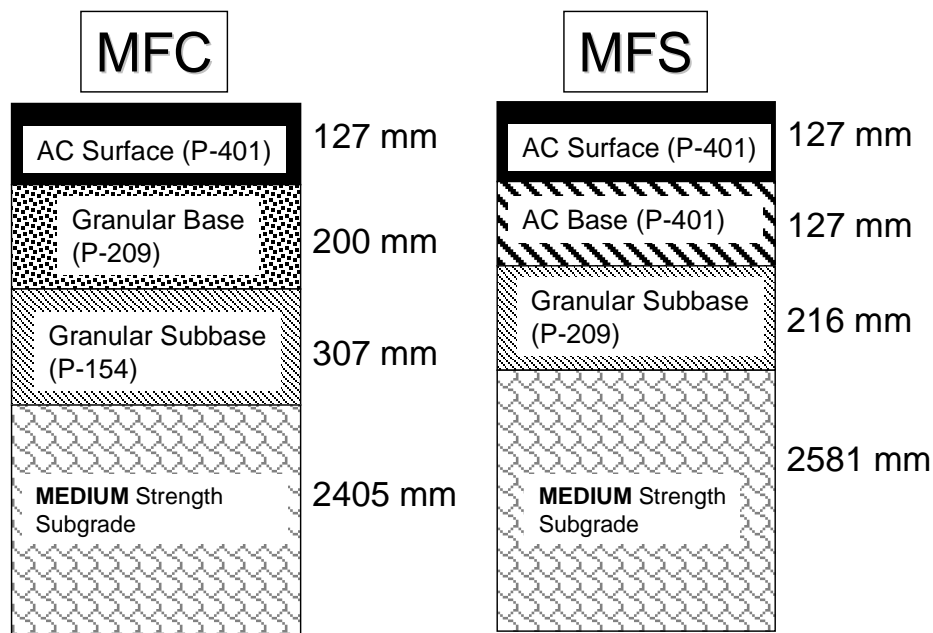 MFC
AC Surface (P-401)
127 mm
Granular Base
(P-209)
200 mm
Granular Subbase
(P-154)
307 mm
MEDIUM Strength
Subgrade
2405 mm
MFS
AC Surface (P-401)
127 mm
AC Base (P-401)
127 mm
Granular Subbase
(P-209)
216 mm
MEDIUM Strength
Subgrade
2581 mm